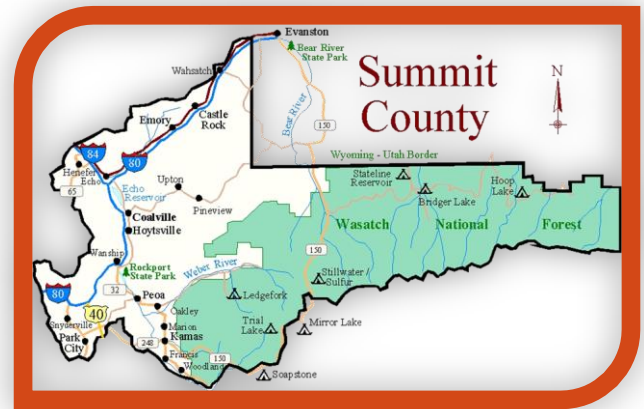 Evanston
Bear River
State Park
Wahsatch
Summit
County
N
Castle
Rock
Emory
Bear River
150
84
80
Henefer
Echo
65
Echo
Reservoir
Upton
Pineview
Wyoming - Utah Border
Stateline
Reservoir
Bridger Lake
Hoop
Lake
Coalville
Hoytsville
Wasatch
National
Forest
Wanship
Rockport
State Park
Weber River
150
Stillwater /
Sulfur
80
32
Peoa
Ledgefork
40
Oakley
Snyderville
Marion
Trial
Lake
Mirror Lake
Park
City
248
Kamas
Francis
150
Woodland
Soapstone